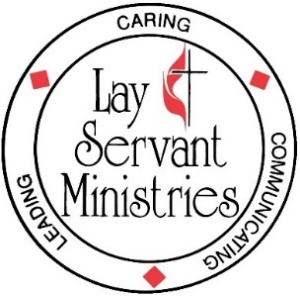 CARING
Lay
Servant
Ministries
LEADING
COMMUNICATING